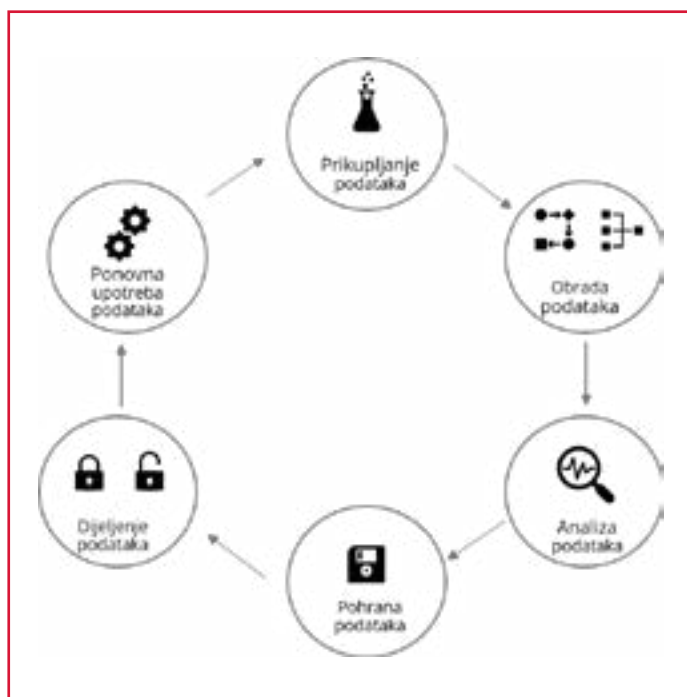 Prikupljanje
podataka
Obrada
podataka
Analiza
podataka
Pohrana
podataka
Dijeljenje
podataka
Ponovna
upotreba
podataka